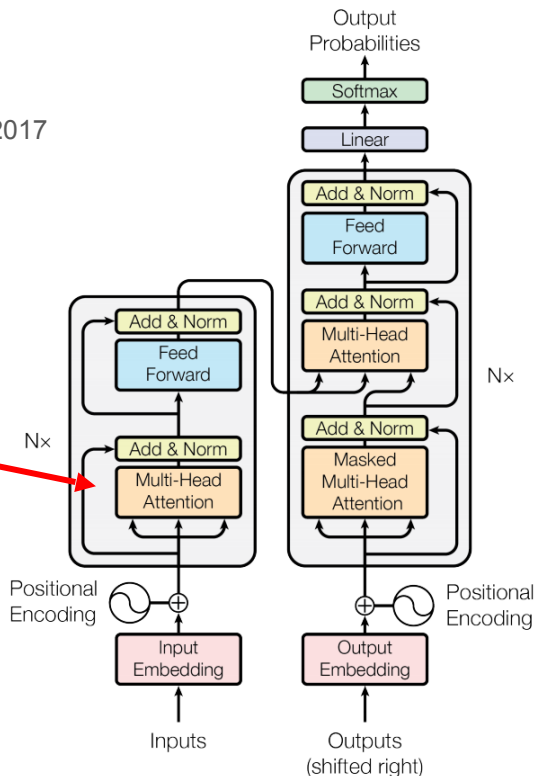 Output
Probabilities
Softmax
2017
Linear
Add & Norm
Feed
Forward
Add & Norm
Multi-Head
Attention
Nx
Add & Norm
Masked
Multi-Head
Attention
Add & Norm
Feed
Forward
Nx
Add & Norm
Multi-Head
Attention
Positional
Encoding
Positional
Encoding
Input
Embedding
Output
Embedding
Inputs
Outputs
(shifted right)